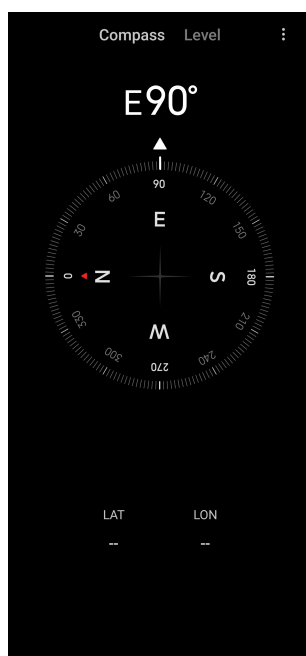 Compass Level
E90°
90
60 120
E
30 150
0 N S 180
330 210
W
300 240
270
LAT LON
-- --